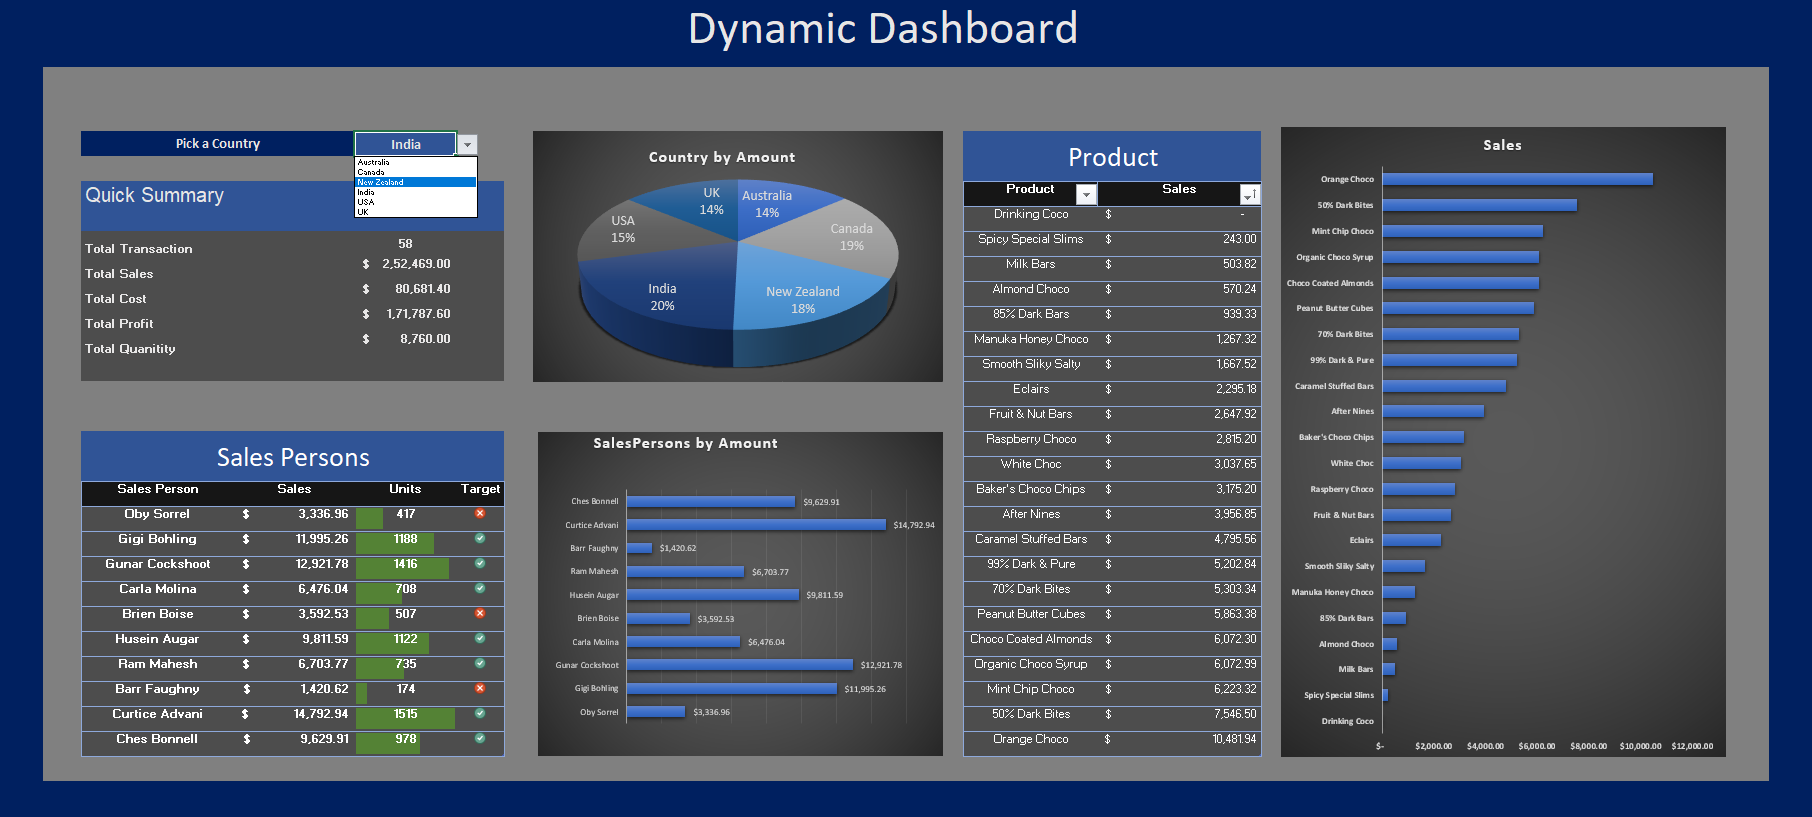 Dynamic Dashboard
Pick a Country
India
Australia
Canada
New Zealand
India
USA
UK
Quick Summary
Total Transaction 58
Total Sales $ 2,52,469.00
Total Cost $ 80,681.40
Total Profit $ 1,71,787.60
Total Quanitity $ 8,760.00
Country by Amount
UK
14%
Australia
14%
USA
15%
Canada
19%
India
20%
New Zealand
18%
Sales Persons
Sales Person Sales Units Target
Oby Sorrel $ 3,336.96 417
Gigi Bohling $ 11,995.26 1188
Gunar Cockshoot $ 12,921.78 1416
Carla Molina $ 6,476.04 708
Brien Boise $ 3,592.53 507
Husein Augar $ 9,811.59 1122
Ram Mahesh $ 6,703.77 735
Barr Faughny $ 1,420.62 174
Curtice Advani $ 14,792.94 1515
Ches Bonnell $ 9,629.91 978
SalesPersons by Amount
Ches Bonnell $9,629.91
Curtice Advani $14,792.94
Barr Faughny $1,420.62
Ram Mahesh $6,703.77
Husein Augar $9,811.59
Brien Boise $3,592.53
Carla Molina $6,476.04
Gunar Cockshoot $12,921.78
Gigi Bohling $11,995.26
Oby Sorrel $3,336.96
Product
Product Sales
Drinking Coco $ -
Spicy Special Slims $ 243.00
Milk Bars $ 503.82
Almond Choco $ 570.24
85% Dark Bars $ 939.33
Manuka Honey Choco $ 1,267.32
Smooth Sliky Salty $ 1,667.52
Eclairs $ 2,295.18
Fruit & Nut Bars $ 2,647.92
Raspberry Choco $ 2,815.20
White Choc $ 3,037.65
Baker's Choco Chips $ 3,175.20
After Nines $ 3,956.85
Caramel Stuffed Bars $ 4,795.56
99% Dark & Pure $ 5,202.84
70% Dark Bites $ 5,303.34
Peanut Butter Cubes $ 5,863.38
Choco Coated Almonds $ 6,072.30
Organic Choco Syrup $ 6,072.99
Mint Chip Choco $ 6,223.32
50% Dark Bites $ 7,546.50
Orange Choco $ 10,481.94
Sales
Orange Choco
50% Dark Bites
Mint Chip Choco
Organic Choco Syrup
Choco Coated Almonds
Peanut Butter Cubes
70% Dark Bites
99% Dark & Pure
Caramel Stuffed Bars
After Nines
Baker's Choco Chips
White Choc
Raspberry Choco
Fruit & Nut Bars
Eclairs
Smooth Sliky Salty
Manuka Honey Choco
85% Dark Bars
Almond Choco
Milk Bars
Spicy Special Slims
Drinking Coco
$- $2,000.00 $4,000.00 $6,000.00 $8,000.00 $10,000.00 $12,000.00